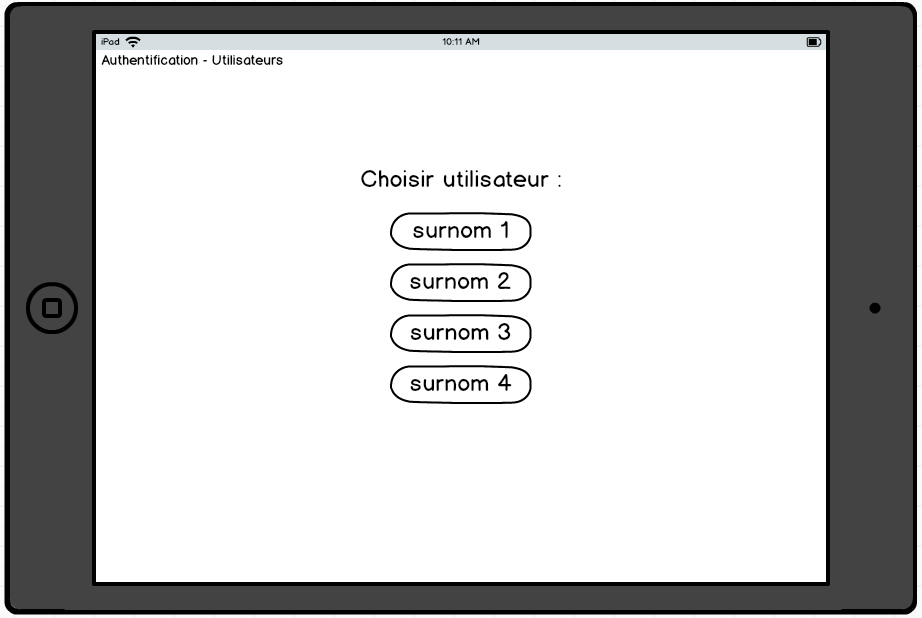 iPad 10:11 AM
Authentification - Utilisateurs
Choisir utilisateur :
surnom 1
surnom 2
surnom 3
surnom 4